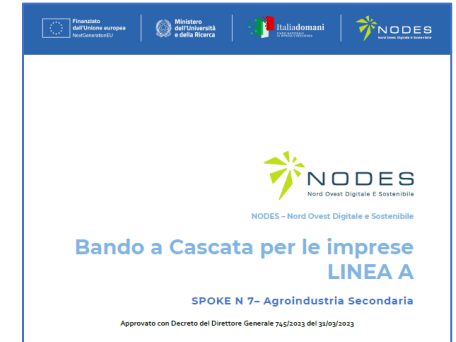 Finanziato
dall'Unione europea
NextGenerationEU
Ministero
dell'Università
e della Ricerca
Italiadomani
NODES
Nord Ovest Digitale e Sostenibile
NODES
Nord Ovest Digitale E Sostenibile
NODES – Nord Ovest Digitale e Sostenibile
Bando a Cascata per le imprese
LINEA A
SPOKE N 7– Agroindustria Secondaria
Approvato con Decreto del Direttore Generale 745/2023 del 31/03/2023